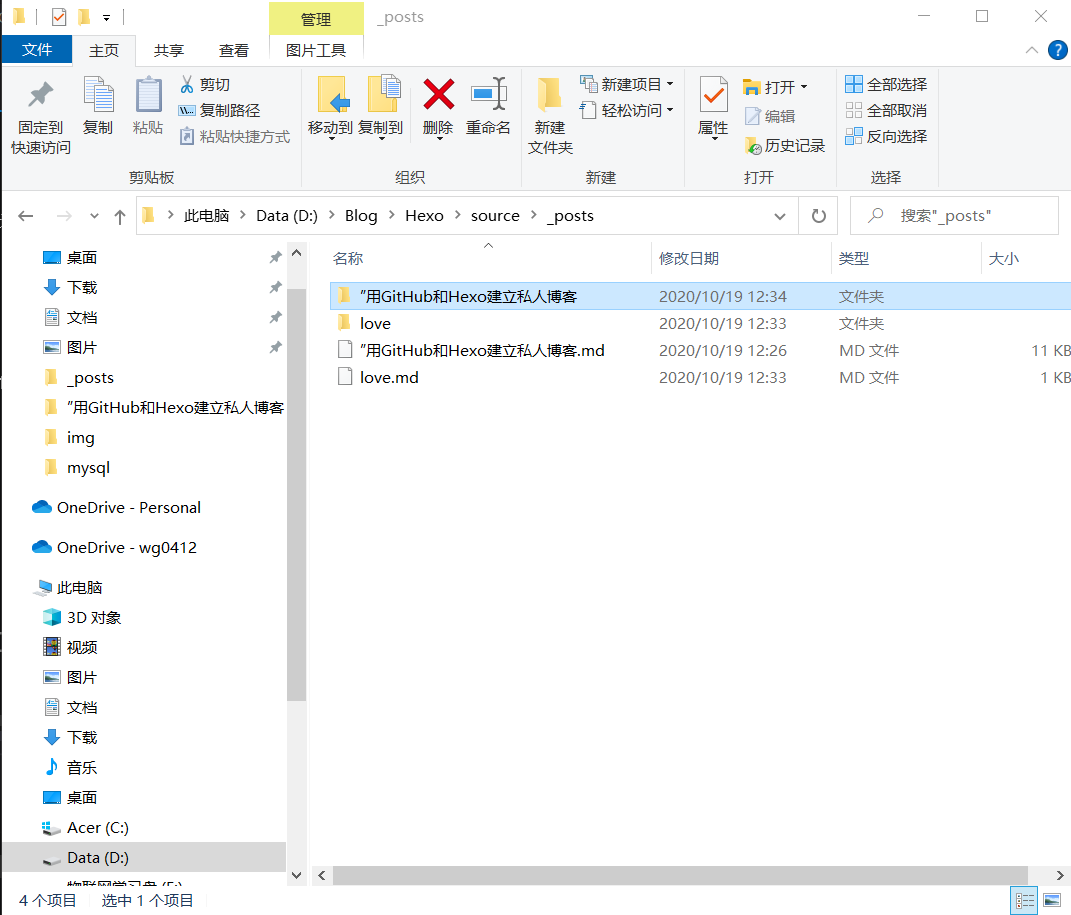 管理
_posts
文件
主页
共享
查看
图片工具
固定到
快速访问
复制
粘贴
剪切
复制路径
粘贴快捷方式
剪贴板
移动到
复制到
删除
重命名
组织
新建
文件夹
新建项目
轻松访问
新建
属性
打开
编辑
历史记录
打开
全部选择
全部取消
反向选择
选择
此电脑 > Data (D:) > Blog > Hexo > source > _posts
搜索"_posts"
桌面
下载
文档
图片
_posts
"用GitHub和Hexo建立私人博客
img
mysql
OneDrive - Personal
OneDrive - wg0412
此电脑
3D 对象
视频
图片
文档
下载
音乐
桌面
Acer (C:)
Data (D:)
名称 修改日期 类型 大小
"用GitHub和Hexo建立私人博客 2020/10/19 12:34 文件夹
love 2020/10/19 12:33 文件夹
"用GitHub和Hexo建立私人博客.md 2020/10/19 12:26 MD 文件 11 KB
love.md 2020/10/19 12:33 MD 文件 1 KB
4 个项目 选中 1 个项目